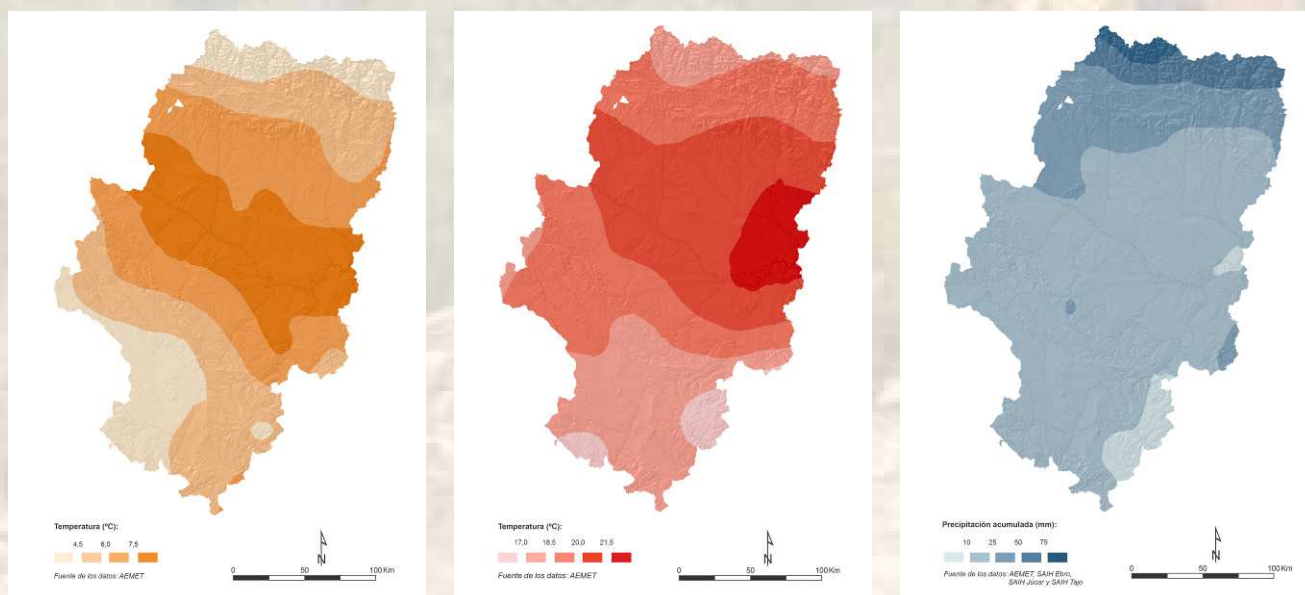 Temperatura (ºC):
4,5 6,0 7,5
Fuente de los datos: AEMET
N
0 50 100 Km
Temperatura (ºC):
17,0 18,5 20,0 21,5
Fuente de los datos: AEMET
N
0 50 100 Km
Precipitación acumulada (mm):
10 25 50 75
Fuente de los datos: AEMET, SAIH Ebro,
SAIH Júcar y SAIH Tajo
N
0 50 100 Km